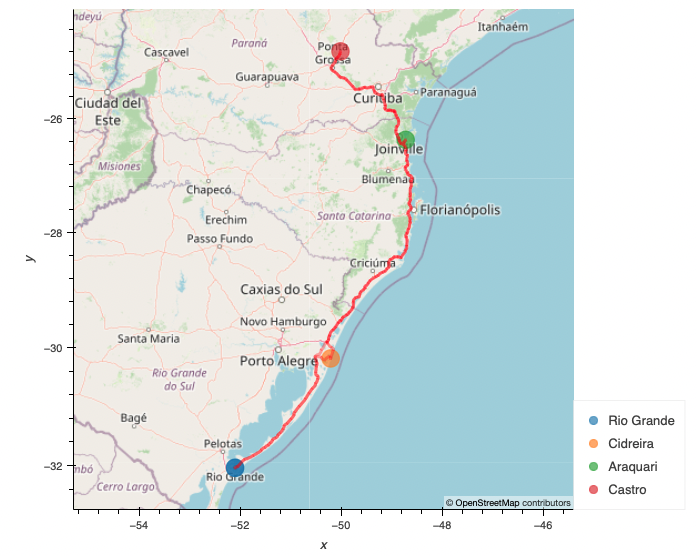 Itanhaém
Paraná
Cascavel
Ponta
Grossa
Guarapuava
Ciudad del
Este
Curitiba
Paranaguá
−26
Joinville
Misiones
Blumenau
Chapecó
Florianópolis
Santa Catarina
Erechim
−28
Passo Fundo
Criciúma
y
Caxias do Sul
Novo Hamburgo
Santa Maria
−30
Porto Alegre
Rio Grande
do Sul
Bagé
Rio Grande
Pelotas
Cidreira
−32
Araquari
Rio Grande
Cerro Largo
Castro
© OpenStreetMap contributors
−54
−52
−50
−48
−46
x